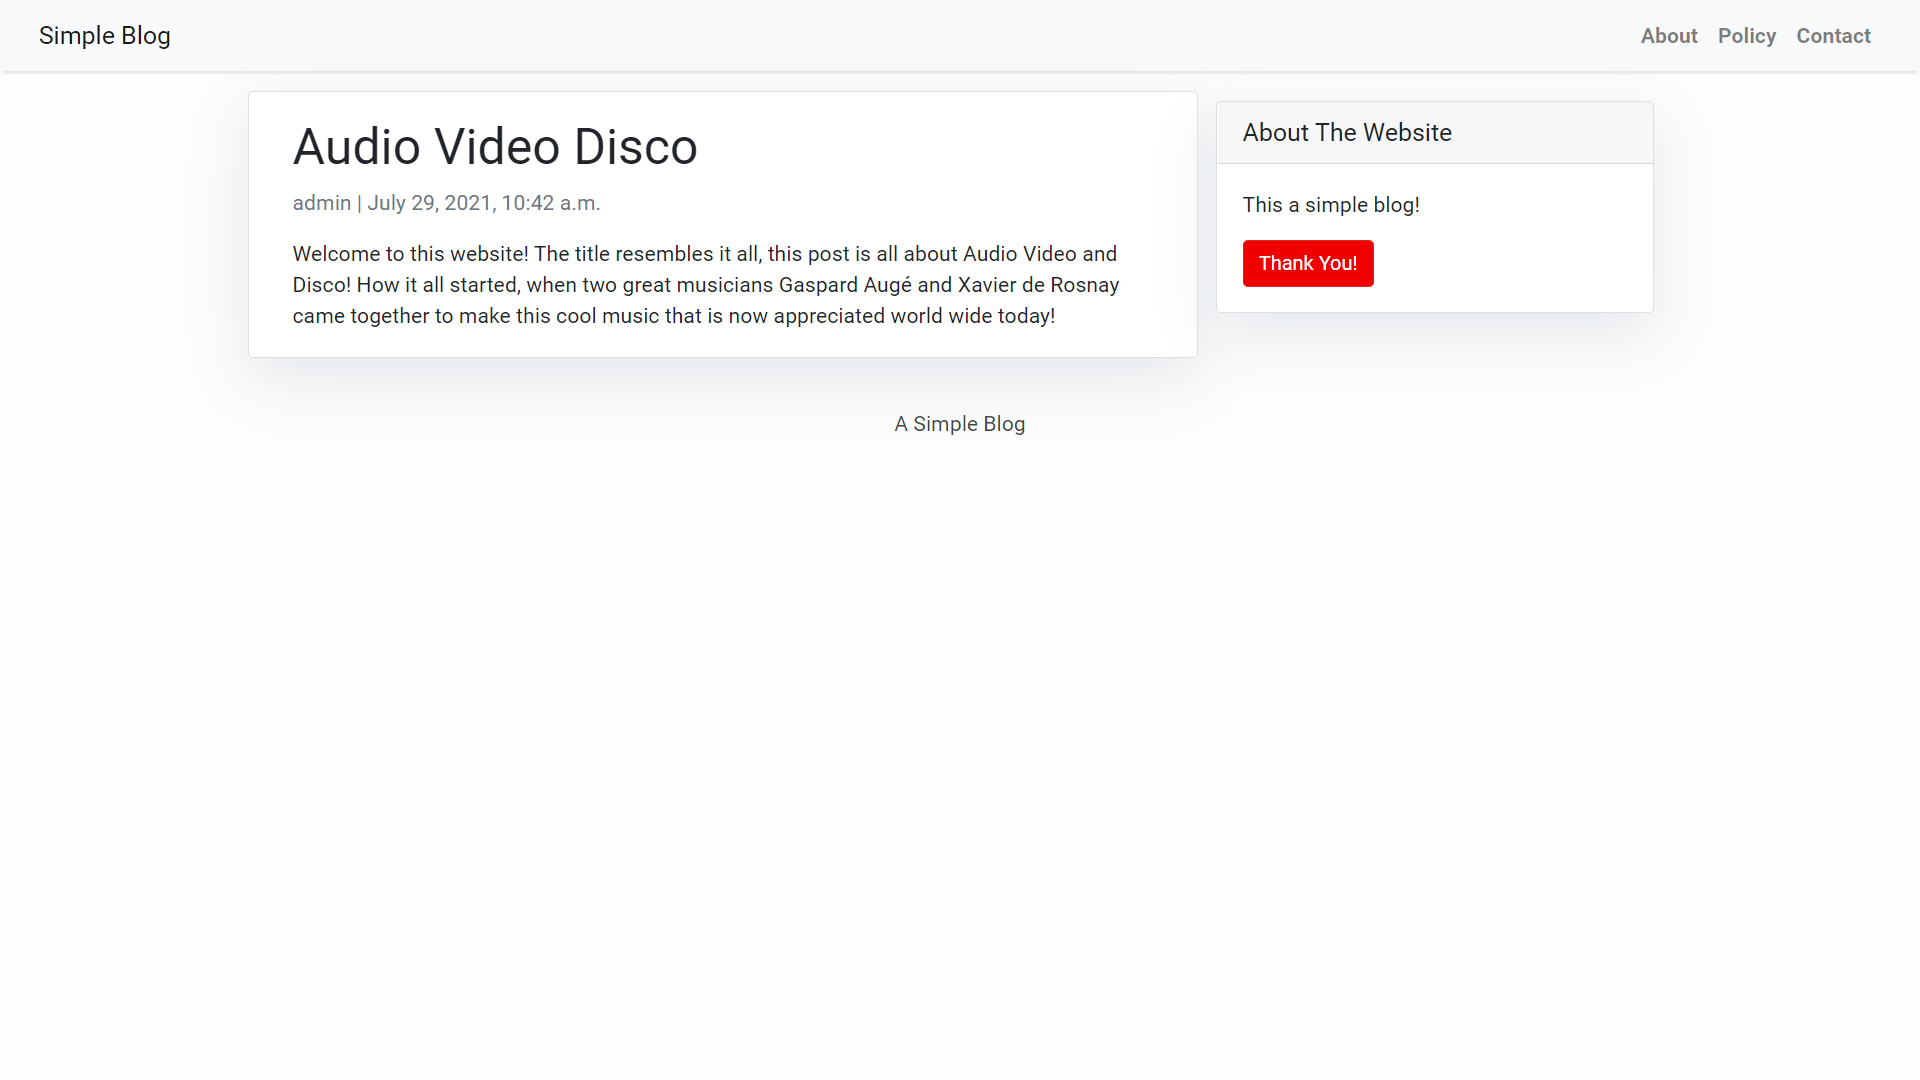 Simple Blog
About Policy Contact
Audio Video Disco
admin | July 29, 2021, 10:42 a.m.
Welcome to this website! The title resembles it all, this post is all about Audio Video and
Disco! How it all started, when two great musicians Gaspard Augé and Xavier de Rosnay
came together to make this cool music that is now appreciated world wide today!
About The Website
This a simple blog!
Thank You!
A Simple Blog